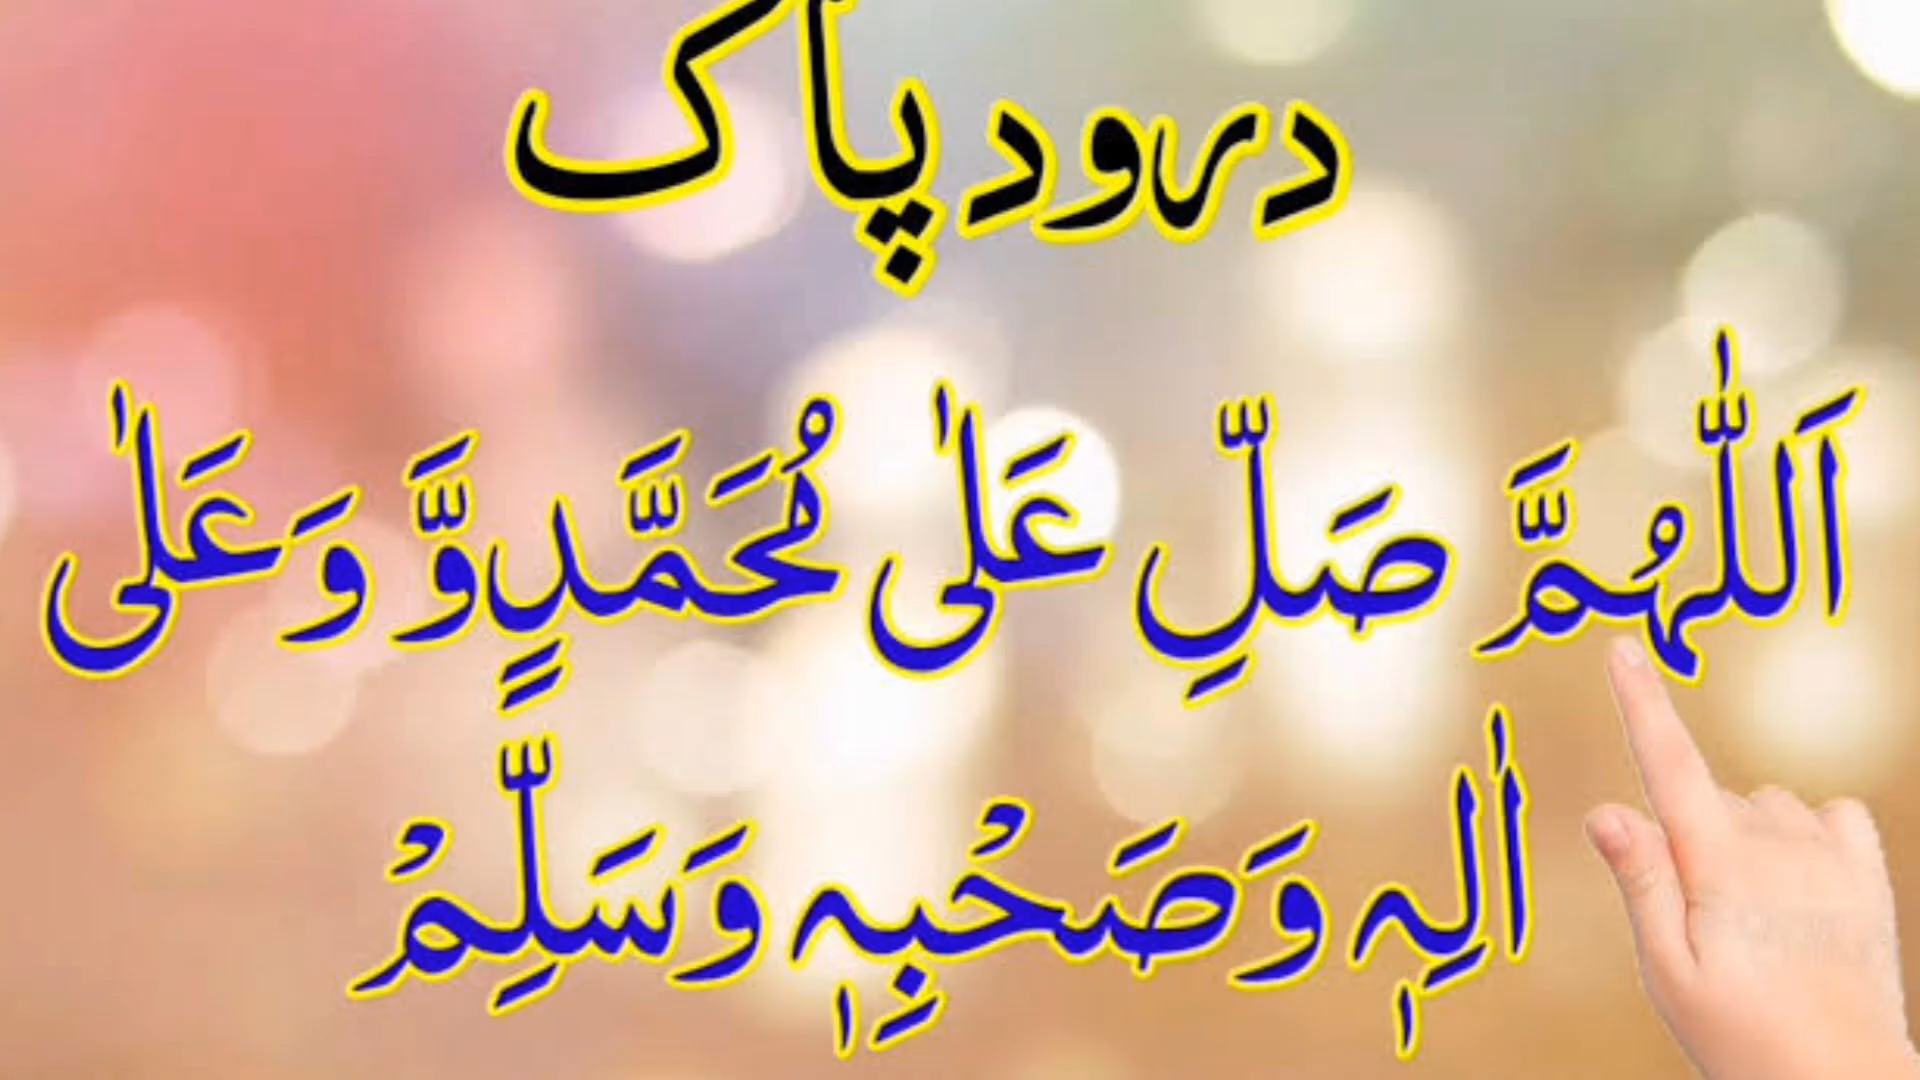 درودِ پاک
اَللّٰہُمَّ صَلِّ عَلٰی مُحَمَّدٍوَّ وَعَلٰی
اٰلِہٖ وَصَحْبِہٖ وَسَلِّمْ